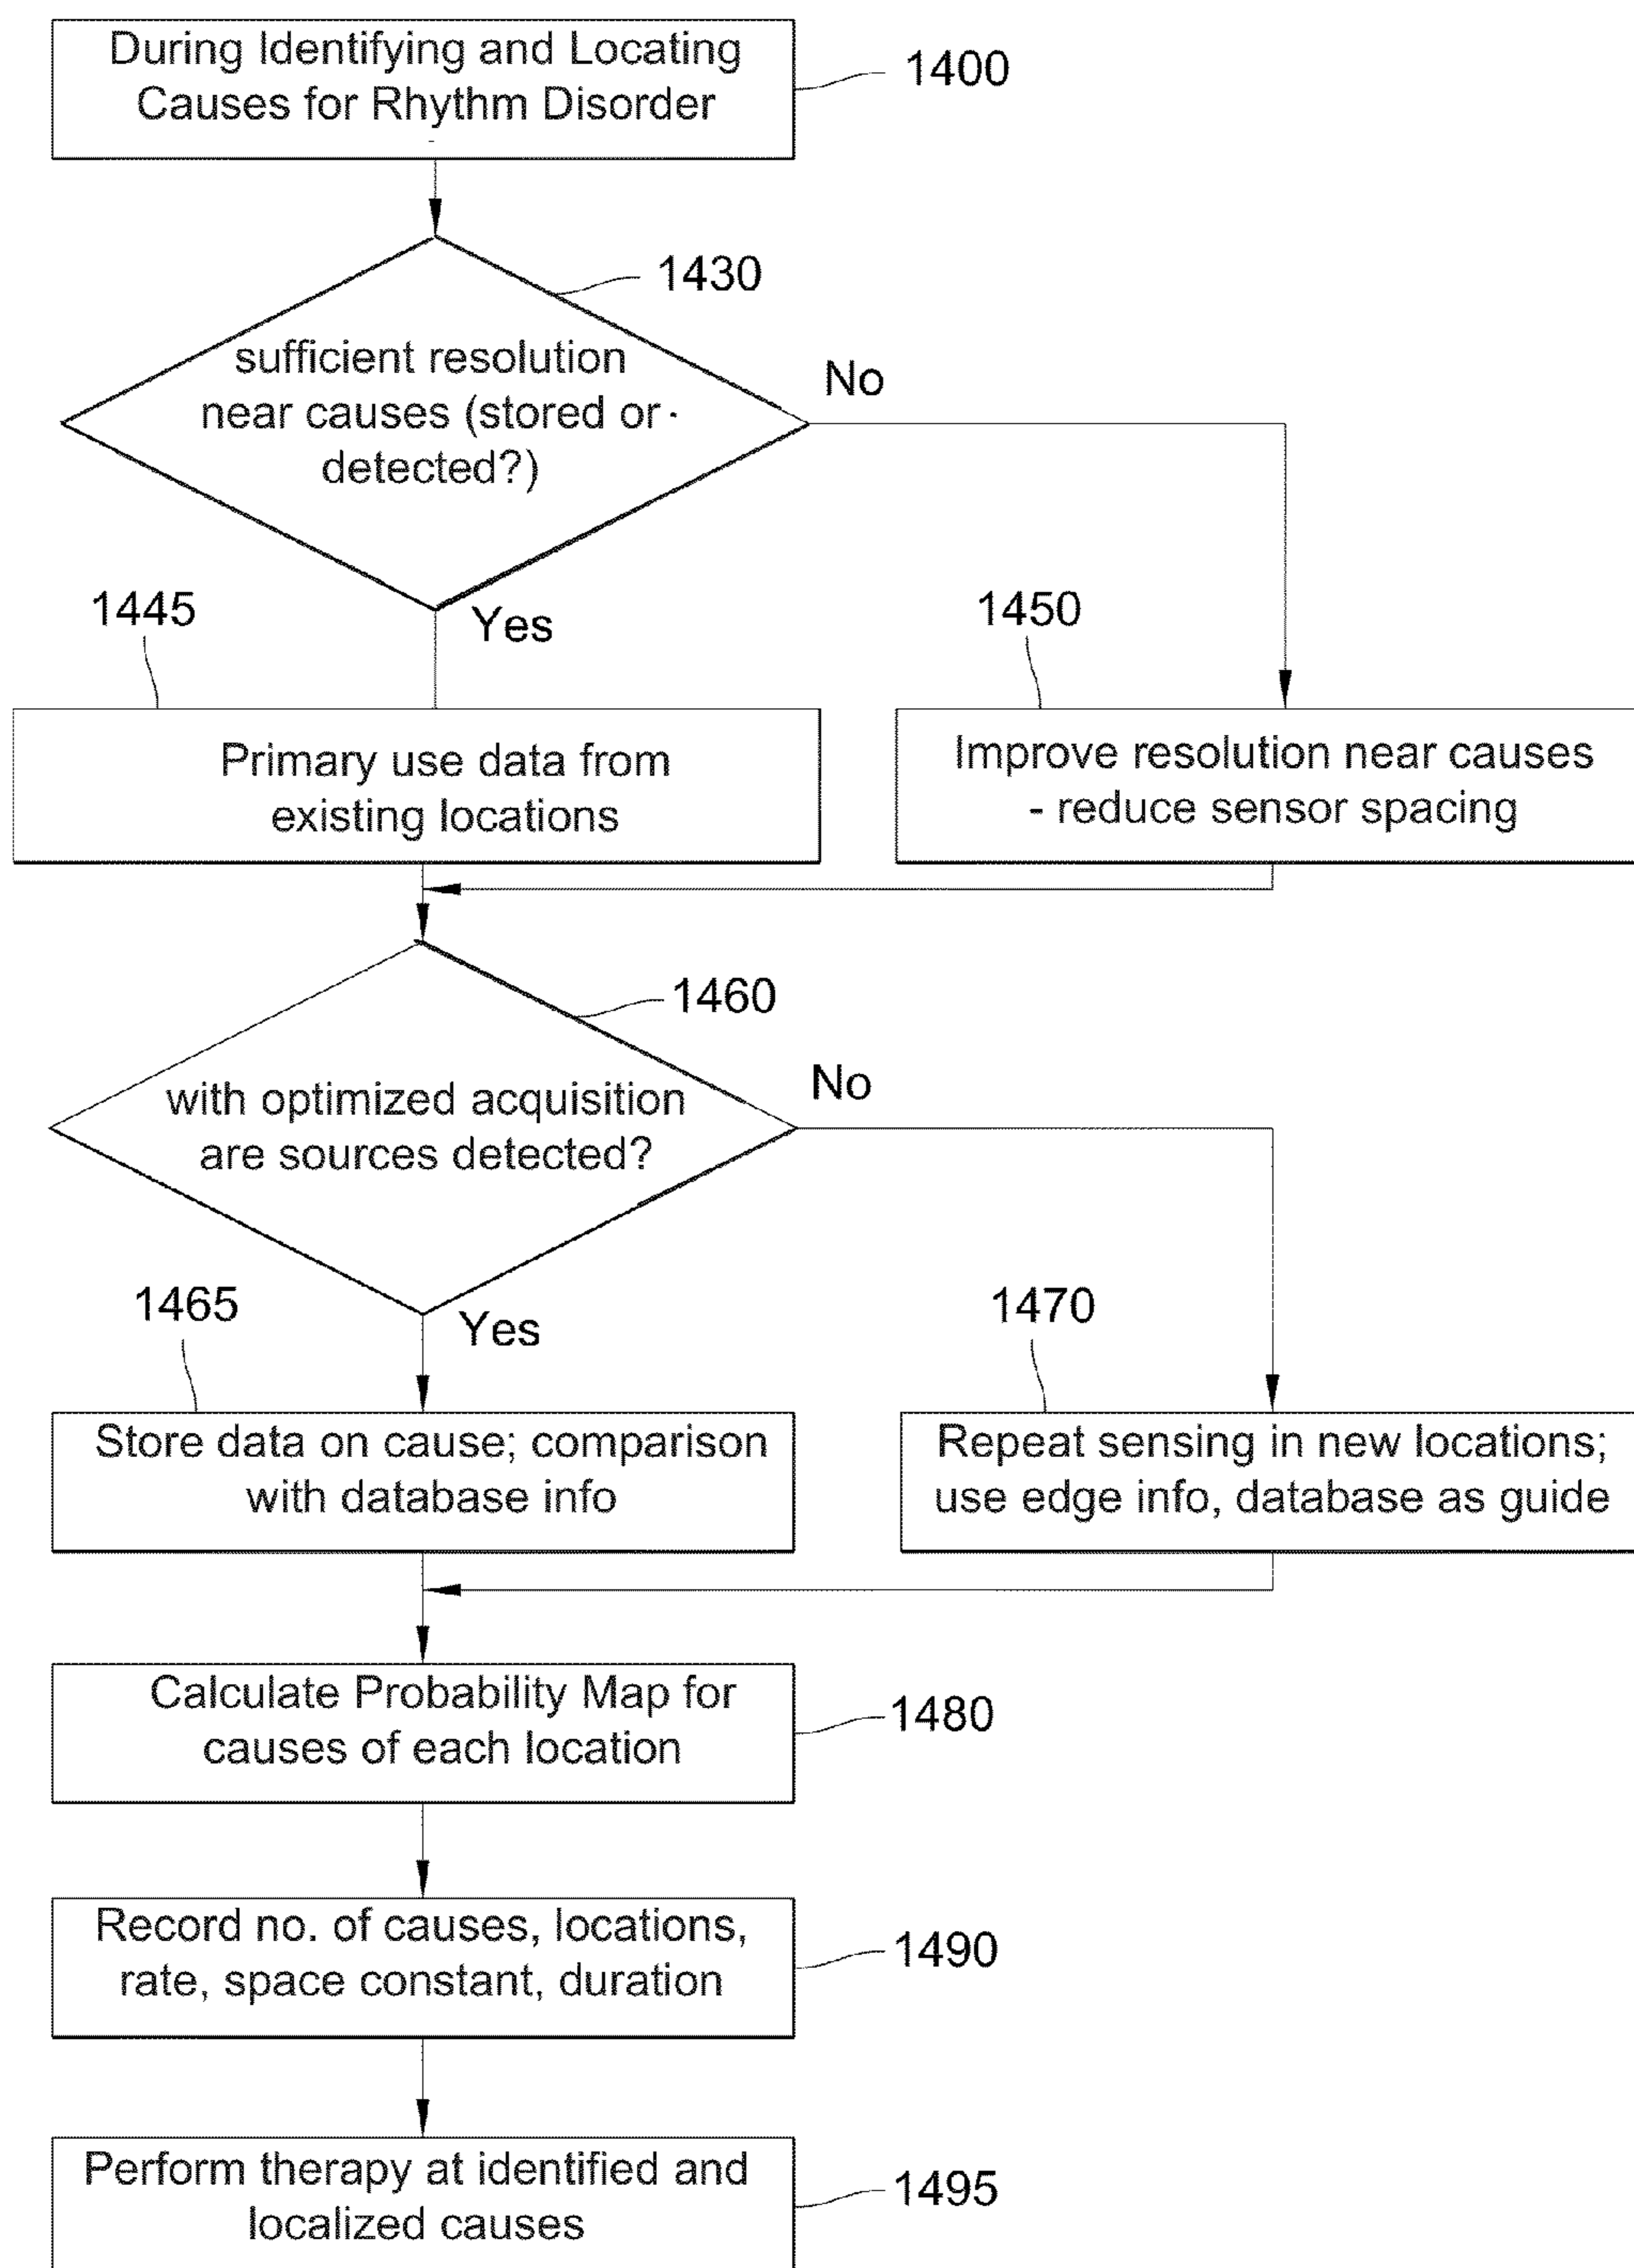 During Identifying and Locating
Causes for Rhythm Disorder
1400
1430
sufficient resolution
near causes (stored or
detected?)
No
Yes
1445
1450
Primary use data from
existing locations
Improve resolution near causes
- reduce sensor spacing
1460
with optimized acquisition
are sources detected?
No
Yes
1465
1470
Store data on cause; comparison
with database info
Repeat sensing in new locations;
use edge info, database as guide
Calculate Probability Map for
causes of each location
1480
Record no. of causes, locations,
rate, space constant, duration
1490
Perform therapy at identified and
localized causes
1495